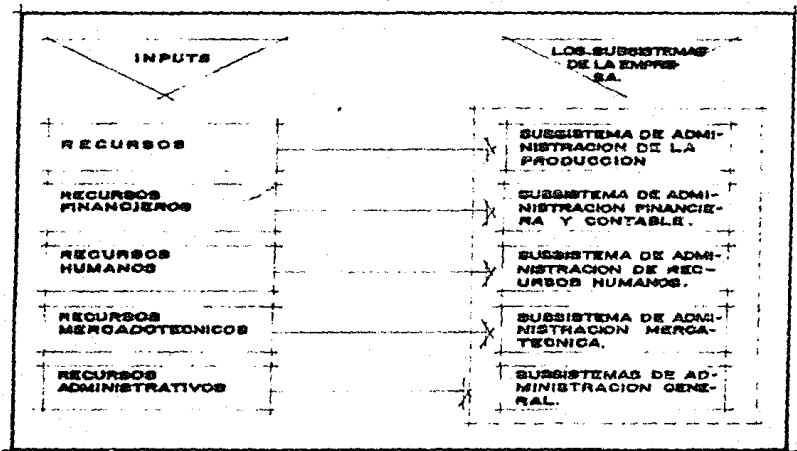 INPUTS
LOS SUBSISTEMAS
DE LA EMPRE-
SA.
RECURSOS
SUBSISTEMA DE ADMI-
NISTRACION DE LA
PRODUCCION
RECURSOS
FINANCIEROS
SUBSISTEMA DE ADMI-
NISTRACION FINANCIE-
RA Y CONTABLE.
RECURSOS
HUMANOS
SUBSISTEMA DE ADMI-
NISTRACION DE REC-
URSOS HUMANOS.
RECURSOS
MERCADOTECNICOS
SUBSISTEMA DE ADMI-
NISTRACION MERCA-
TECNICA.
RECURSOS
ADMINISTRATIVOS
SUBSISTEMAS DE AD-
MINISTRACION GENE-
RAL.